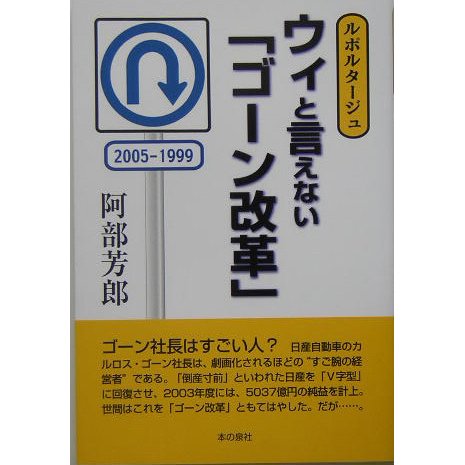 ルポルタージュ
ウィと言えない
「ゴーン改革」
2005-1999
阿部芳郎
ゴーン社長はすごい人? 日産自動車のカ
ルロス・ゴーン社長は、劇画化されるほどの“すご腕の経
営者”である。「倒産寸前」といわれた日産を「V字型」
に回復させ、2003年度には、5037億円の純益を計上。
世間はこれを「ゴーン改革」ともてはやした。だが……。
本の泉社